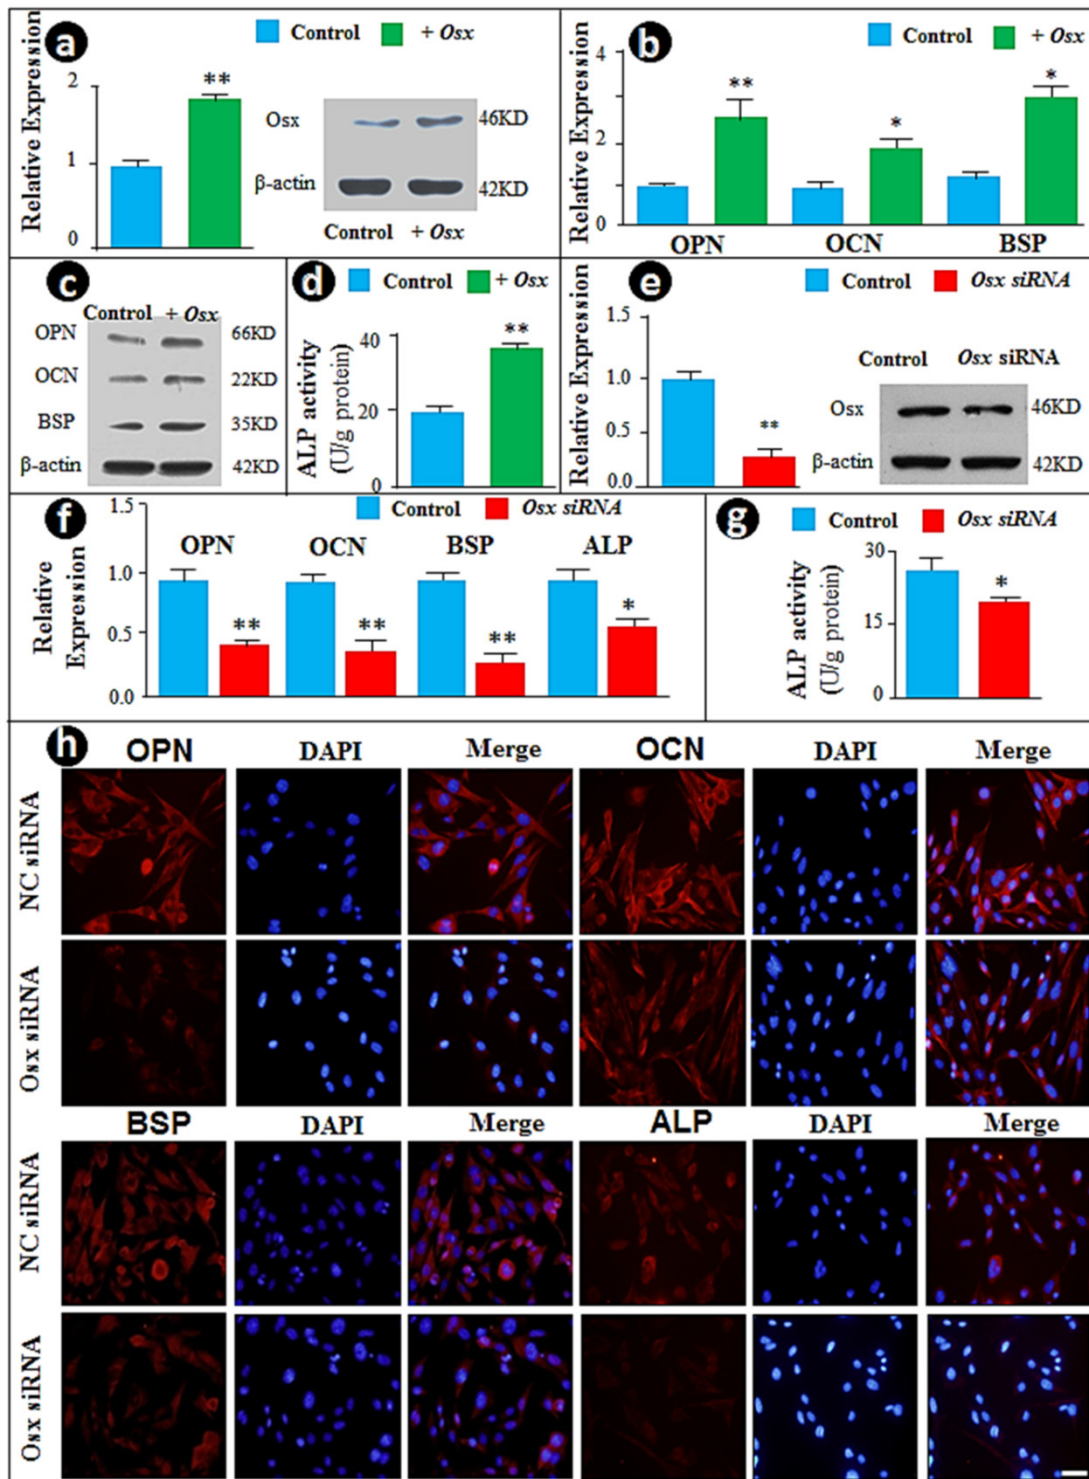 a
Control + Osx
Relative Expression
2
1
0
**
Osx
46KD
β-actin
42KD
Control + Osx
b
Control + Osx
Relative Expression
4
2
0
**
*
*
OPN OCN BSP
c
Control + Osx
OPN 66KD
OCN 22KD
BSP 35KD
β-actin 42KD
d
Control + Osx
ALP activity
(U/g protein)
40
20
0
**
e
Control Osx siRNA
Relative Expression
1.5
1.0
0.5
0.0
**
Control Osx siRNA
Osx 46KD
β-actin 42KD
f
Control Osx siRNA
Relative
Expression
1.5
1.0
0.5
0.0
OPN OCN BSP ALP
**
**
**
*
g
Control Osx siRNA
ALP activity
(U/g protein)
30
15
0
*
h
OPN DAPI Merge OCN DAPI Merge
NC siRNA
Osx siRNA
BSP DAPI Merge ALP DAPI Merge
NC siRNA
Osx siRNA